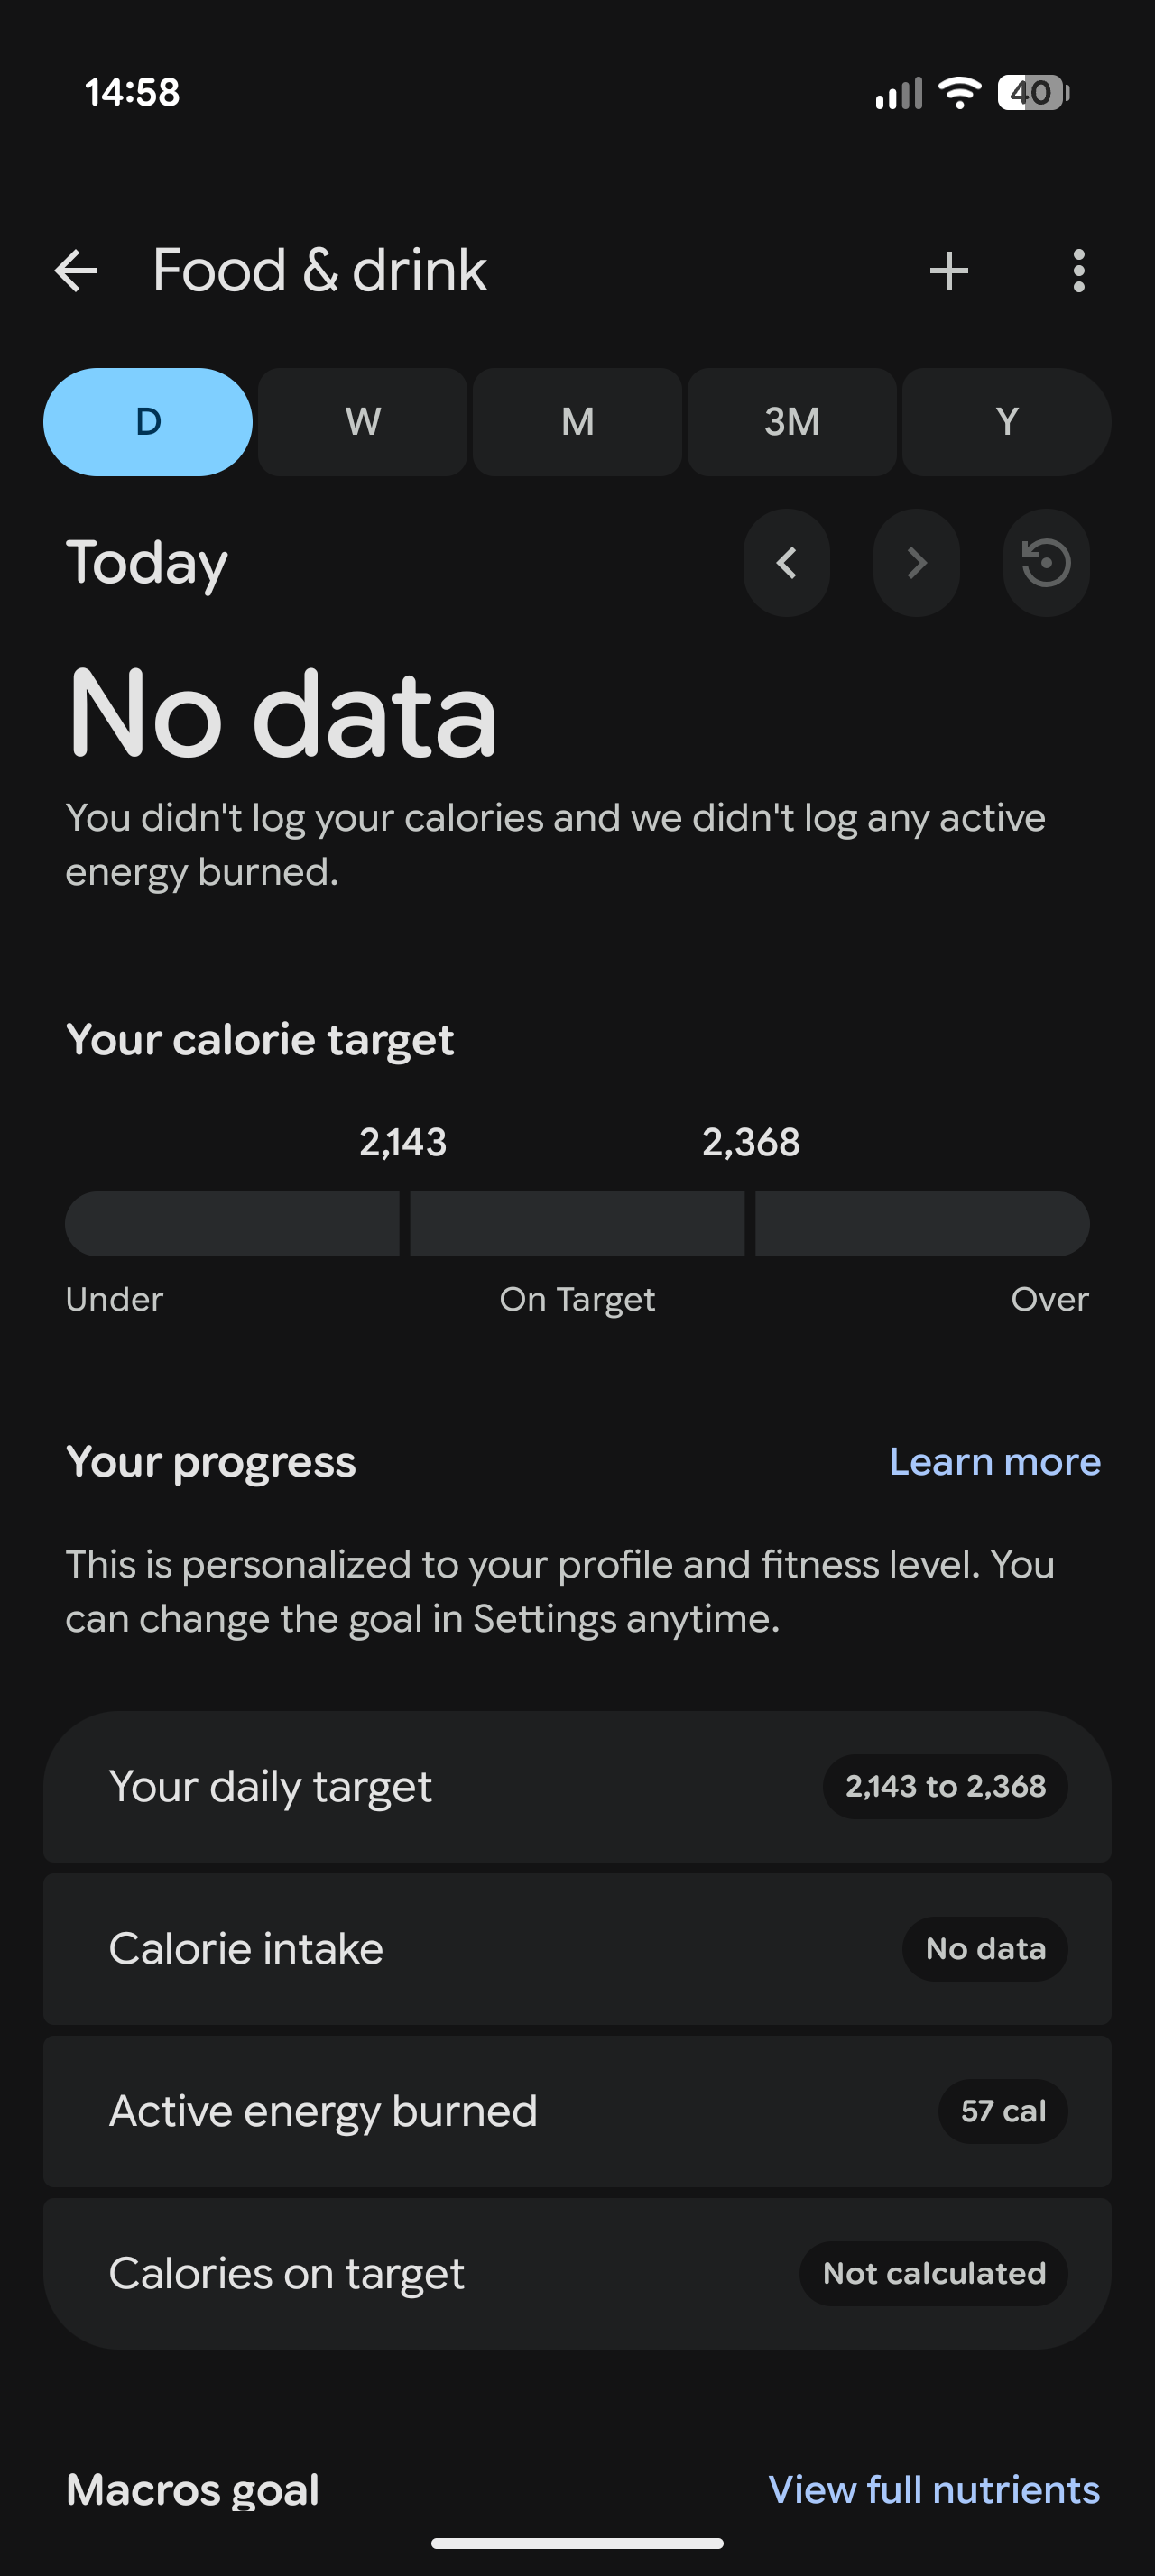 14:58
40
Food & drink
D
W
M
3M
Y
Today
No data
You didn't log your calories and we didn't log any active
energy burned.
Your calorie target
2,143
2,368
Under
On Target
Over
Your progress
Learn more
This is personalized to your profile and fitness level. You
can change the goal in Settings anytime.
Your daily target
2,143 to 2,368
Calorie intake
No data
Active energy burned
57 cal
Calories on target
Not calculated
Macros goal
View full nutrients